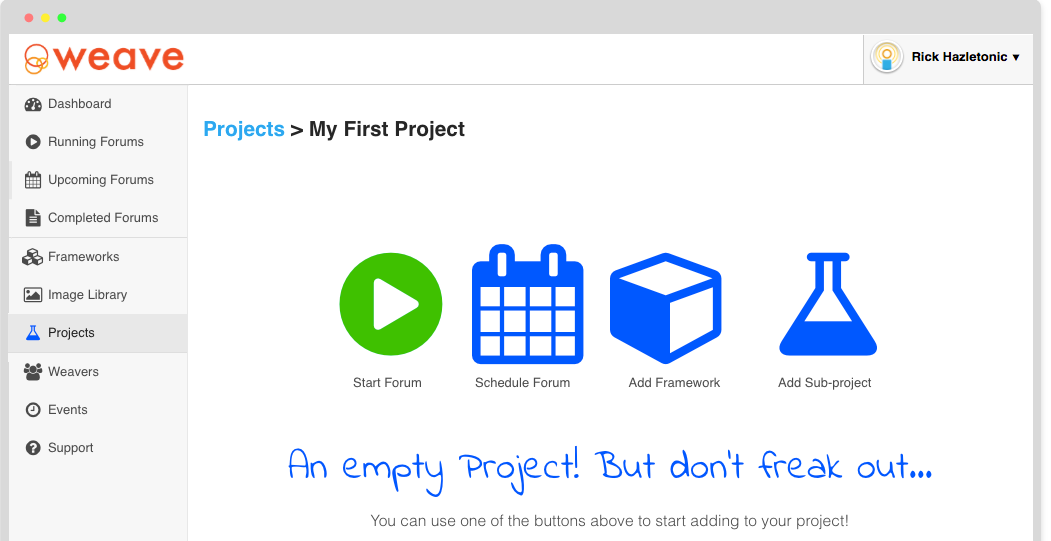 weave
Rick Hazletonic ▾
Dashboard
Running Forums
Upcoming Forums
Completed Forums
Frameworks
Image Library
Projects
Weavers
Events
Support
Projects > My First Project
Start Forum
Schedule Forum
Add Framework
Add Sub-project
An empty Project! But don't freak out...
You can use one of the buttons above to start adding to your project!